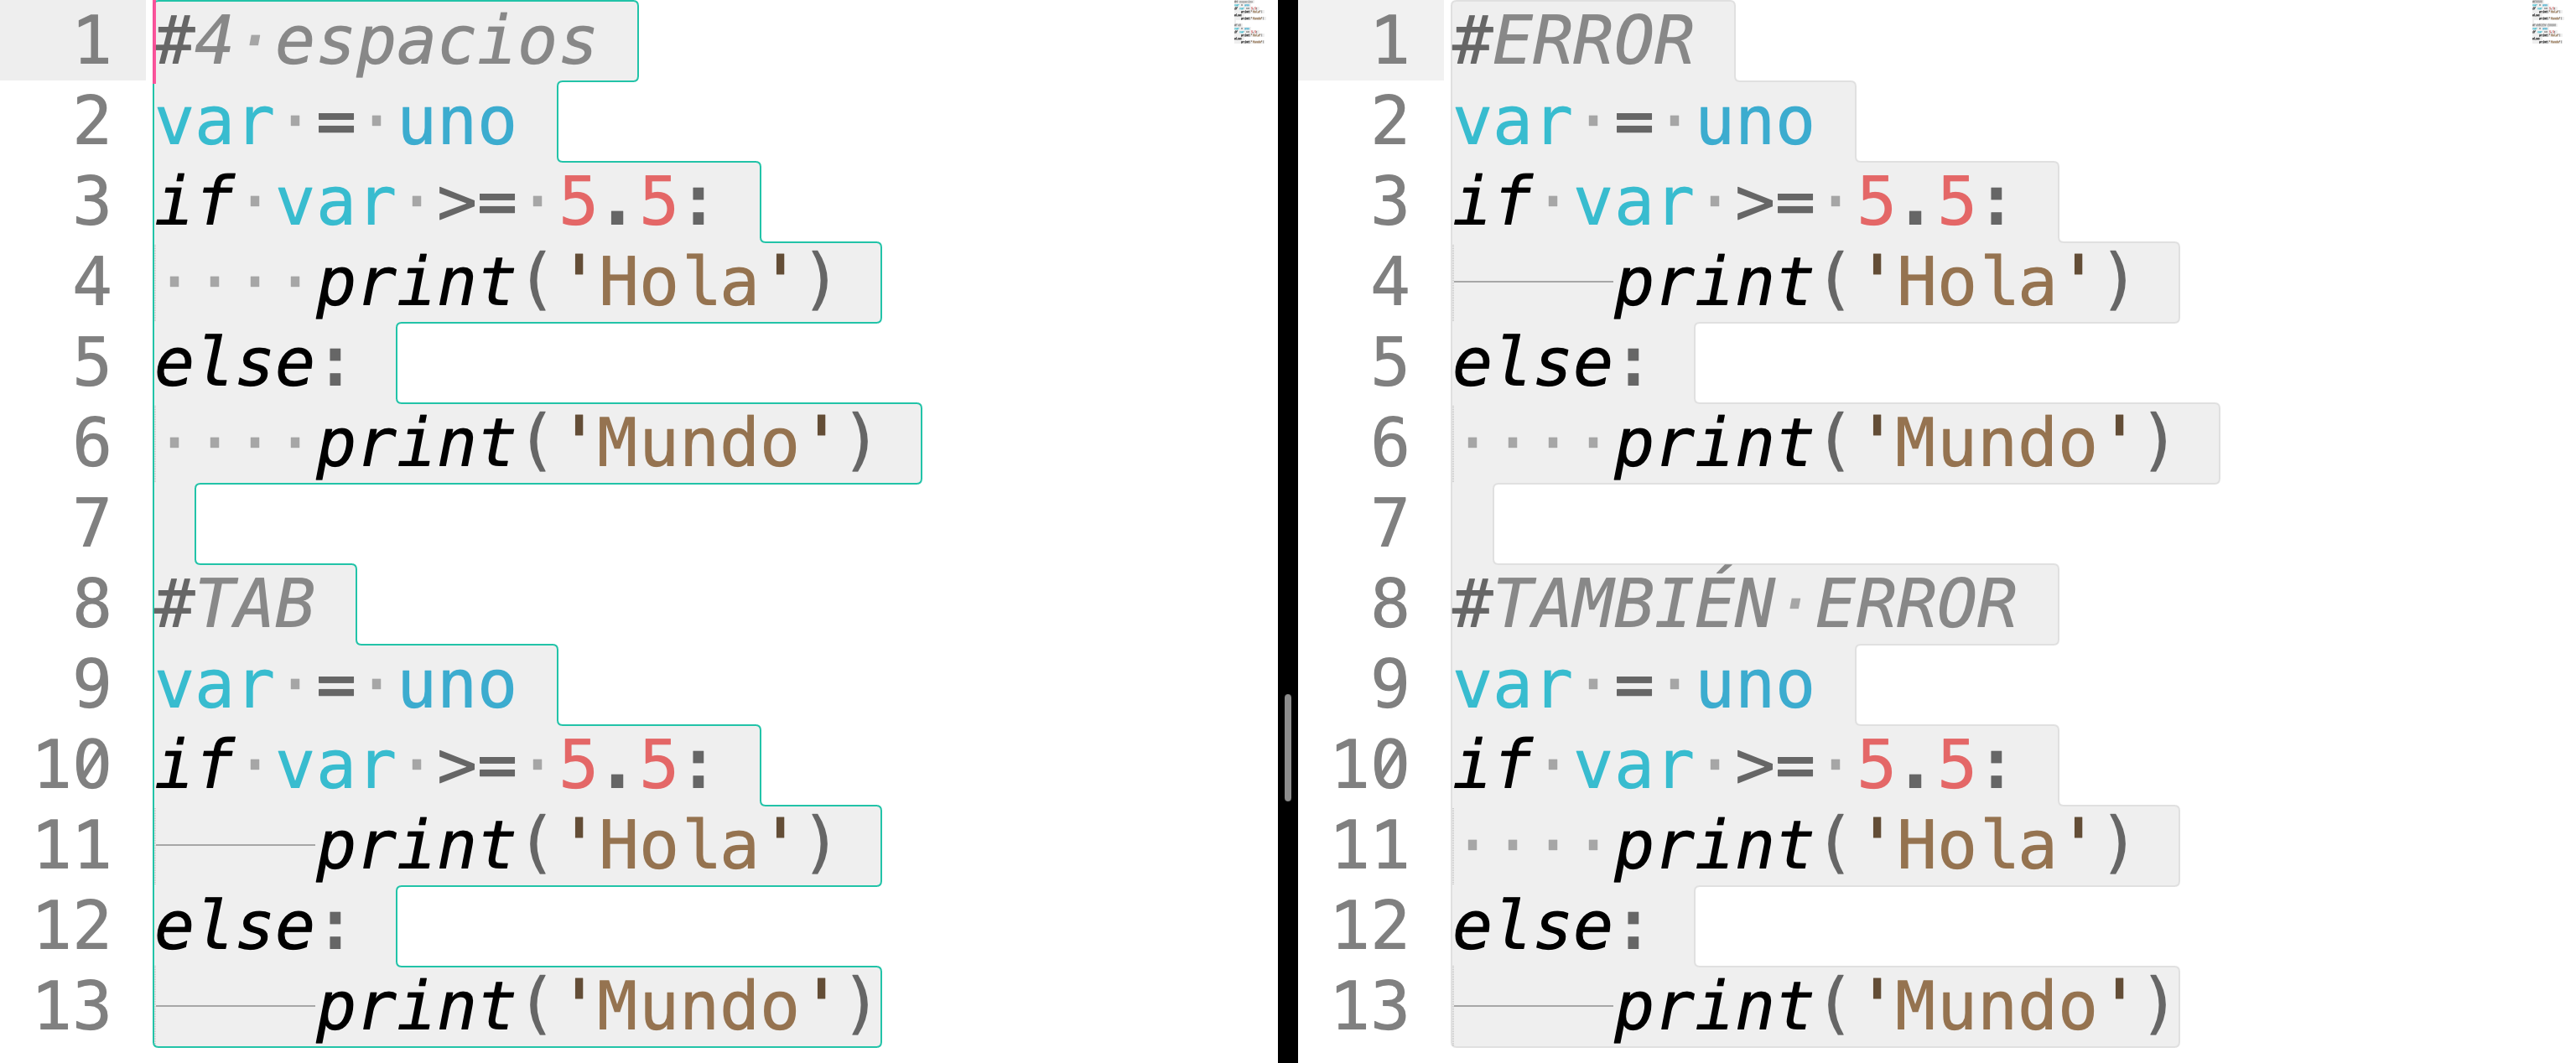 1 #4 espacios
2 var = uno
3 if var >= 5.5:
4     print('Hola')
5 else:
6     print('Mundo')
7
8 #TAB
9 var = uno
10 if var >= 5.5:
11 	print('Hola')
12 else:
13 	print('Mundo')
1 #ERROR
2 var = uno
3 if var >= 5.5:
4 	print('Hola')
5 else:
6     print('Mundo')
7
8 #TAMBIÉN ERROR
9 var = uno
10 if var >= 5.5:
11     print('Hola')
12 else:
13 	print('Mundo')